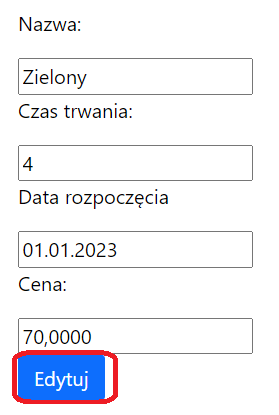 Nazwa:
Zielony
Czas trwania:
4
Data rozpoczęcia
01.01.2023
Cena:
70,0000
Edytuj